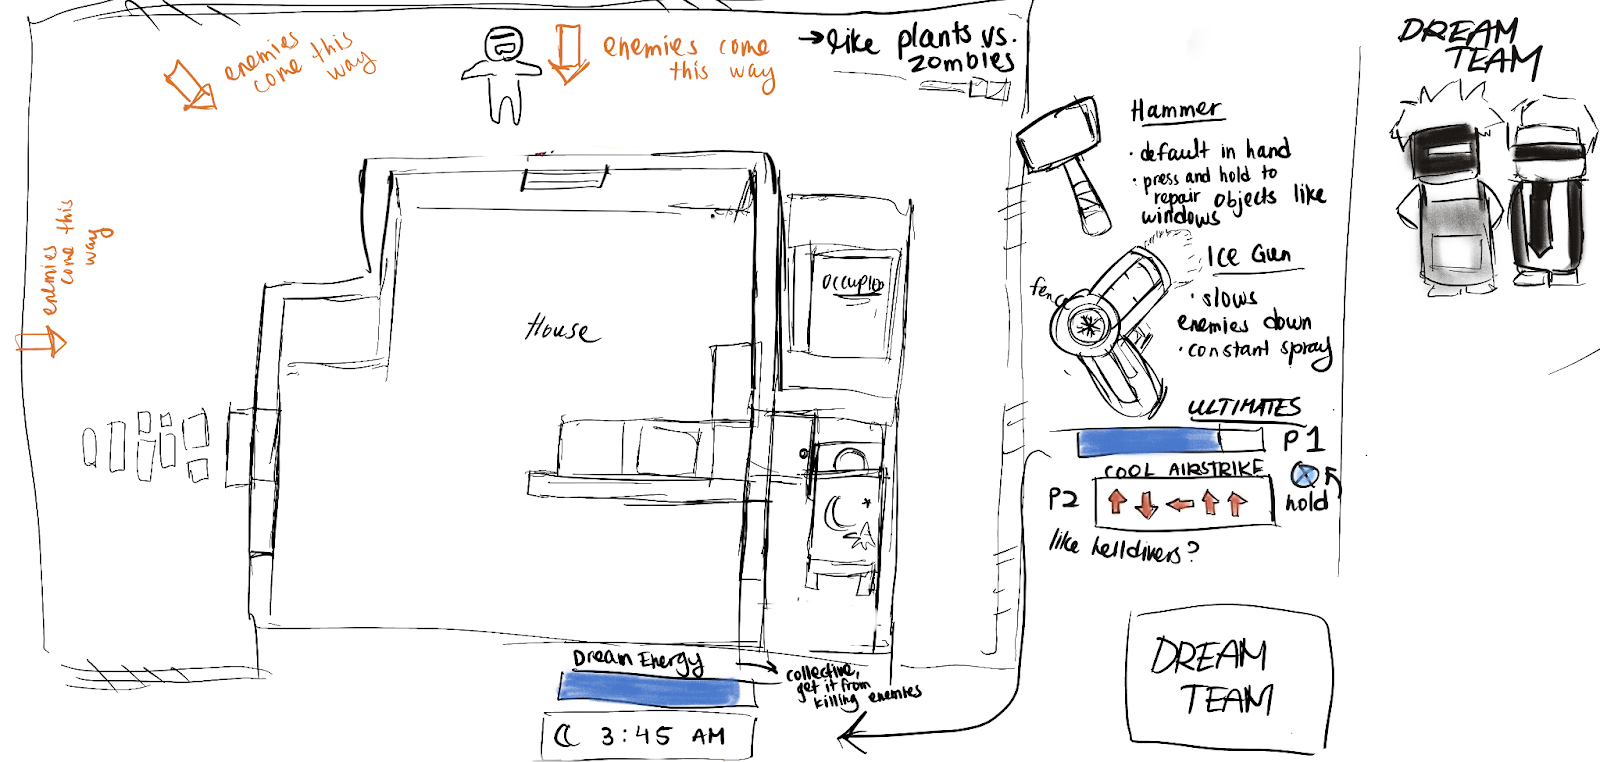 enemies
come this
way
enemies come
this way
→like plants vs.
zombies
enemies
come this
way
House
OCCUPIED
Dream Energy
collective,
get it from
killing enemies
3:45 AM
Hammer
· default in hand
· press and hold to
repair objects like
windows
fence
Ice Gun
· slows
enemies down
· constant spray
ULTIMATES
P1
COOL AIRSTRIKE
P2 ↑ ↓ ← ↑ ↑
hold
like helldivers?
DREAM
TEAM
DREAM
TEAM